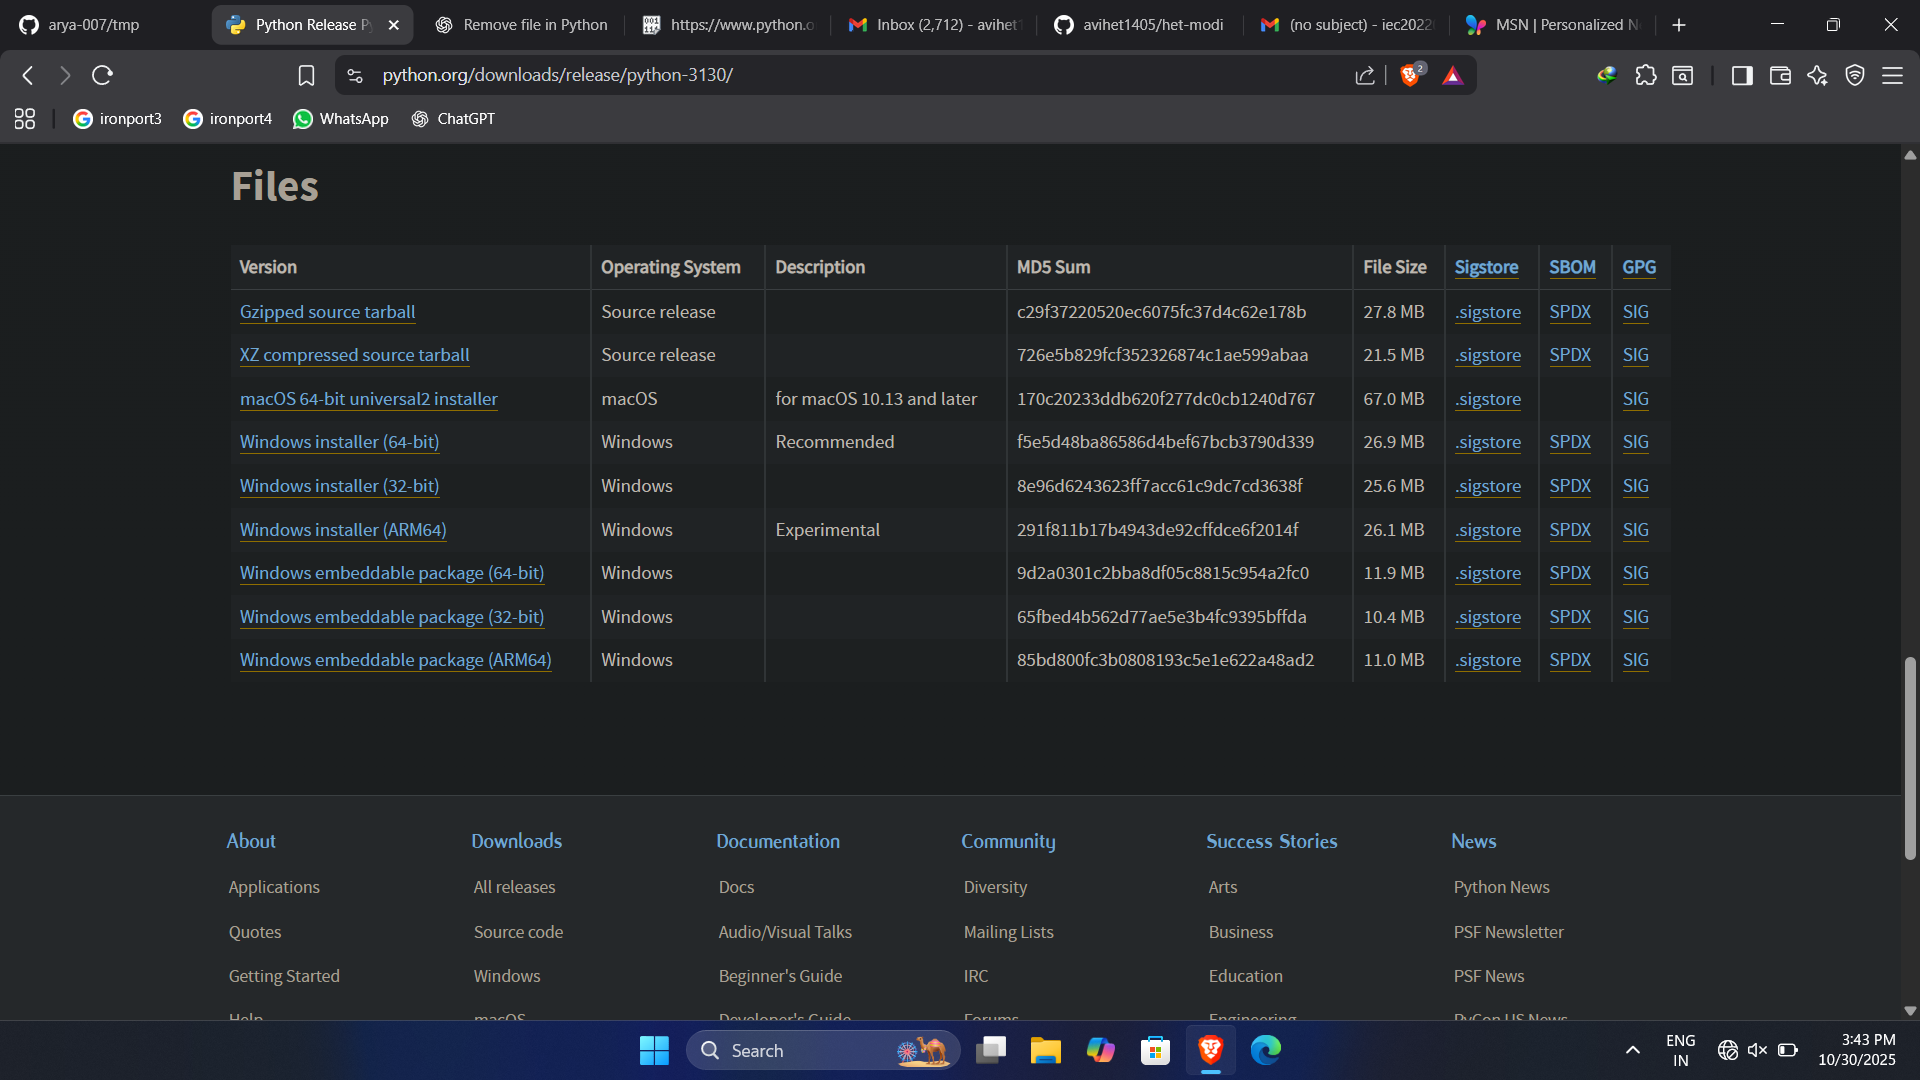 arya-007/tmp
Python Release P
Remove file in Python
https://www.python.o
Inbox (2,712) - avihet1
avihet1405/het-modi
(no subject) - iec2022
MSN | Personalized N
python.org/downloads/release/python-3130/
2
ironport3
ironport4
WhatsApp
ChatGPT
Files
Version Operating System Description MD5 Sum File Size Sigstore SBOM GPG
Gzipped source tarball Source release c29f37220520ec6075fc37d4c62e178b 27.8 MB .sigstore SPDX SIG
XZ compressed source tarball Source release 726e5b829fcf352326874c1ae599abaa 21.5 MB .sigstore SPDX SIG
macOS 64-bit universal2 installer macOS for macOS 10.13 and later 170c20233ddb620f277dc0cb1240d767 67.0 MB .sigstore SIG
Windows installer (64-bit) Windows Recommended f5e5d48ba86586d4bef67bcb3790d339 26.9 MB .sigstore SPDX SIG
Windows installer (32-bit) Windows 8e96d6243623ff7acc61c9dc7cd3638f 25.6 MB .sigstore SPDX SIG
Windows installer (ARM64) Windows Experimental 291f811b17b4943de92cffdce6f2014f 26.1 MB .sigstore SPDX SIG
Windows embeddable package (64-bit) Windows 9d2a0301c2bba8df05c8815c954a2fc0 11.9 MB .sigstore SPDX SIG
Windows embeddable package (32-bit) Windows 65fbed4b562d77ae5e3b4fc9395bffda 10.4 MB .sigstore SPDX SIG
Windows embeddable package (ARM64) Windows 85bd800fc3b0808193c5e1e622a48ad2 11.0 MB .sigstore SPDX SIG
About Downloads Documentation Community Success Stories News
Applications All releases Docs Diversity Arts Python News
Quotes Source code Audio/Visual Talks Mailing Lists Business PSF Newsletter
Getting Started Windows Beginner's Guide IRC Education PSF News
Help macOS Developer's Guide Forums Engineering PyCon US News
Search
ENG
IN
3:43 PM
10/30/2025